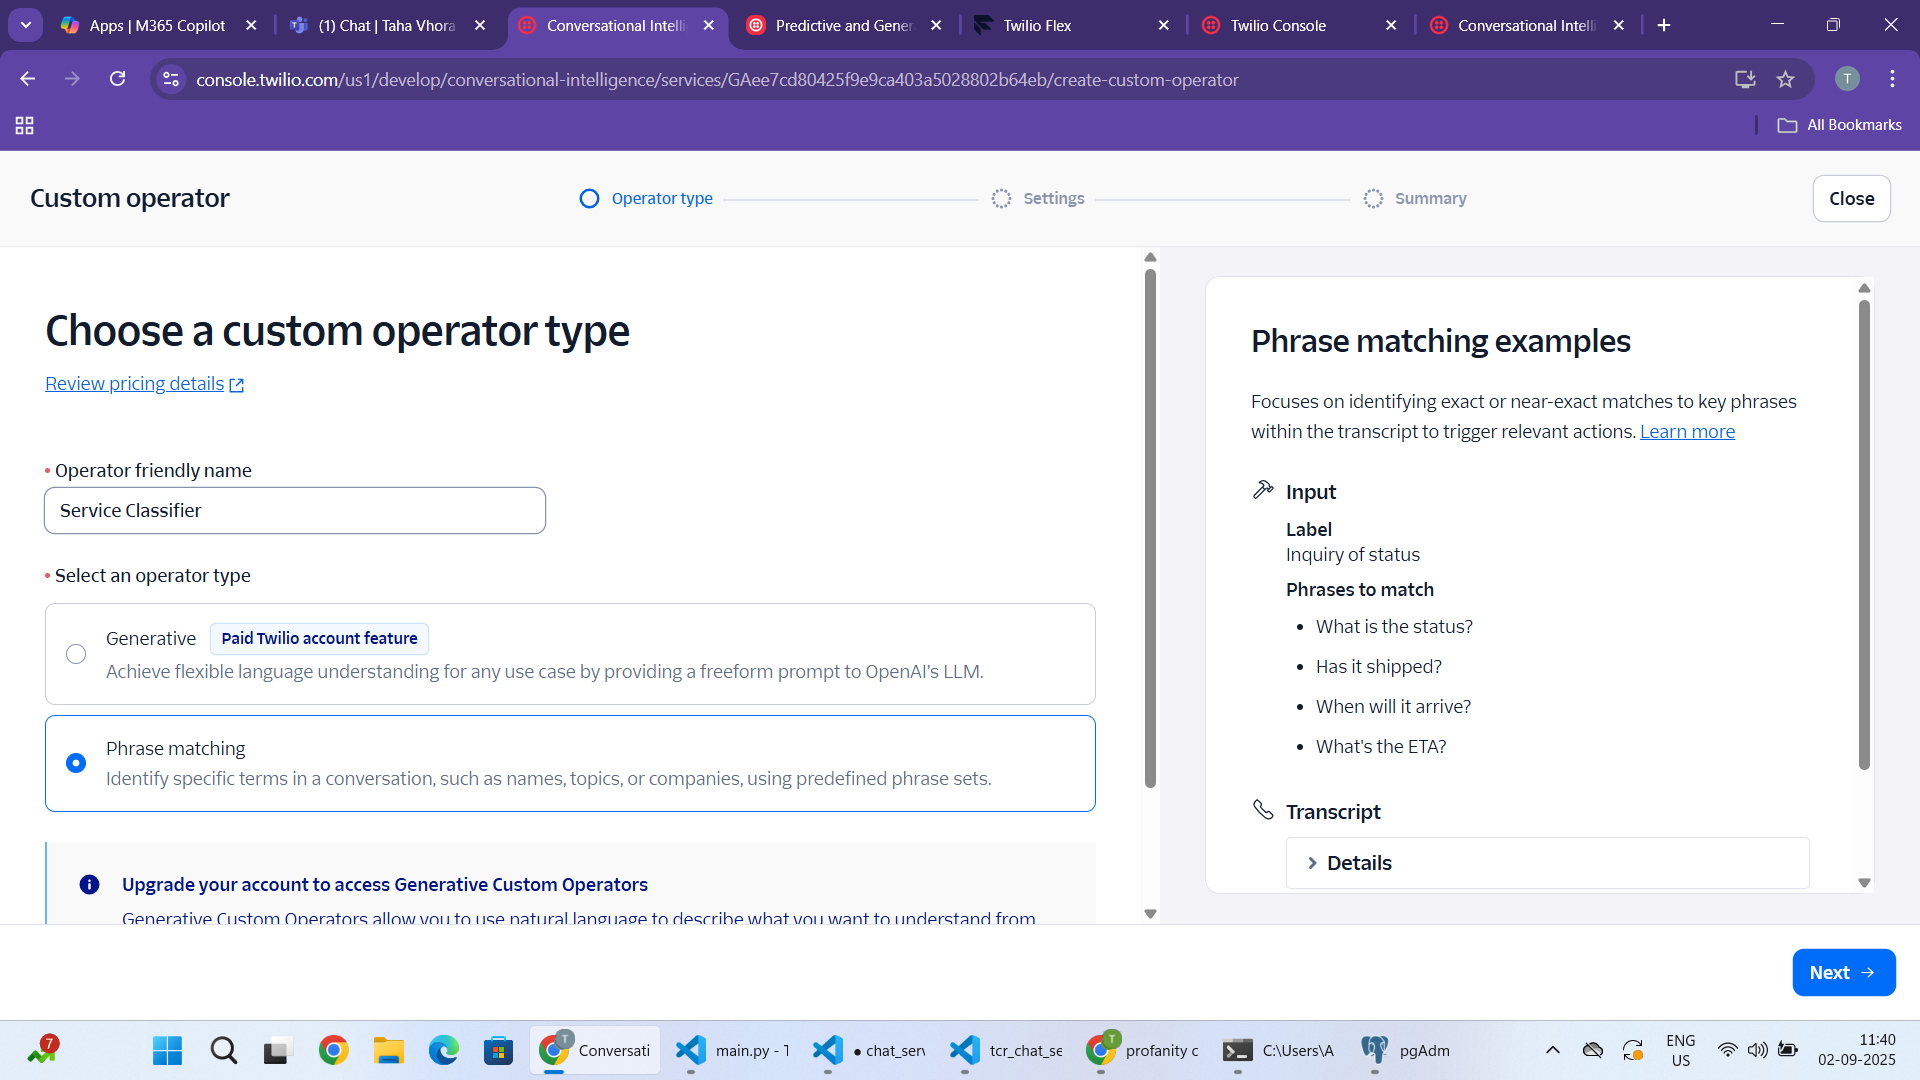 Apps | M365 Copilot
(1) Chat | Taha Vhora
Conversational Intelli
Predictive and Gener
Twilio Flex
Twilio Console
Conversational Intelli
console.twilio.com/us1/develop/conversational-intelligence/services/GAee7cd80425f9e9ca403a5028802b64eb/create-custom-operator
T
All Bookmarks
Custom operator
Operator type
Settings
Summary
Close
Choose a custom operator type
Review pricing details
• Operator friendly name
Service Classifier
• Select an operator type
Generative
Paid Twilio account feature
Achieve flexible language understanding for any use case by providing a freeform prompt to OpenAI's LLM.
Phrase matching
Identify specific terms in a conversation, such as names, topics, or companies, using predefined phrase sets.
Upgrade your account to access Generative Custom Operators
Generative Custom Operators allow you to use natural language to describe what you want to understand from
Phrase matching examples
Focuses on identifying exact or near-exact matches to key phrases
within the transcript to trigger relevant actions. Learn more
Input
Label
Inquiry of status
Phrases to match
• What is the status?
• Has it shipped?
• When will it arrive?
• What's the ETA?
Transcript
Details
Next →
7
T
Conversati
main.py - T
• chat_serv
tcr_chat_se
T
profanity c
C:\Users\A
pgAdm
ENG
US
11:40
02-09-2025